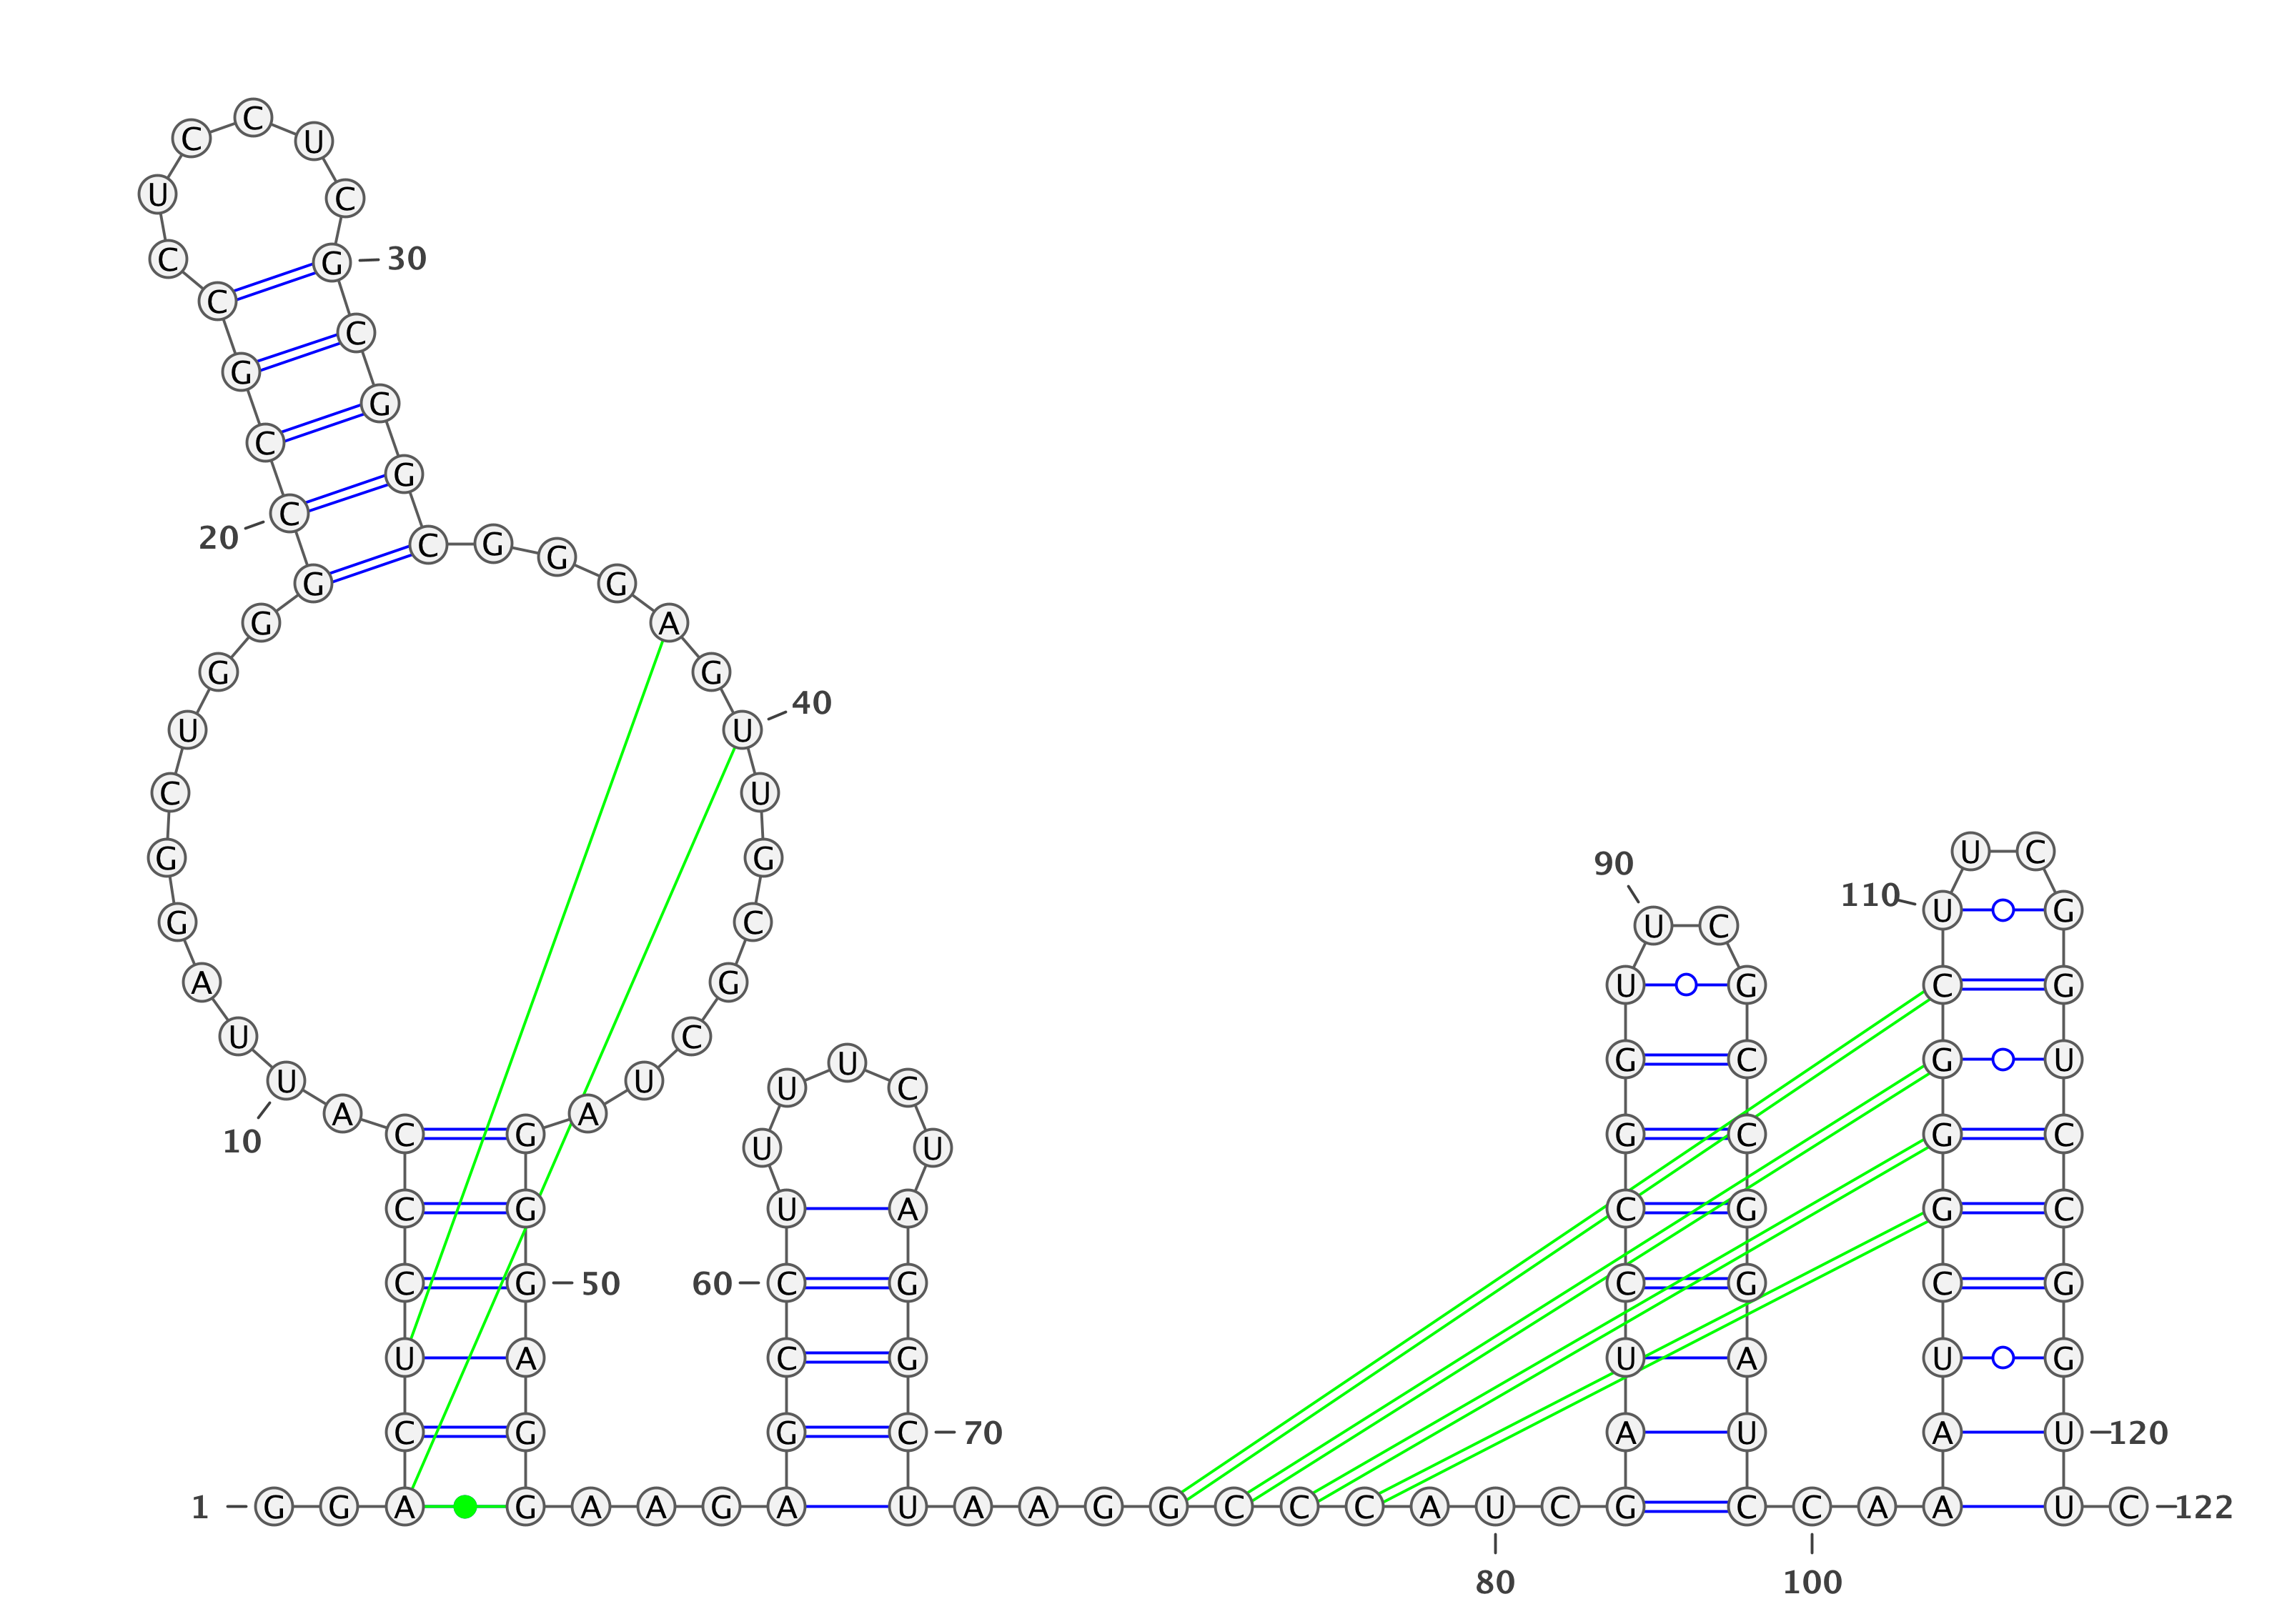 C
C U
U C
C G 30
C
C
G
G
C
G
C
20
C G G
G G
G A
G G
40
U U
C U
U C
G G
90
110
U G
G C U C
A G U G C G
U C
U G C G U
U U
U C
A A
C G G C G C
10
U U
C G U A C G G C
C G 50 60 C G C G C G
U A C G U A U G
C G G C 70 A U A U 120
1 G G A G A A G A U A A G G C C C A U C G C C A A U C 122
80 100